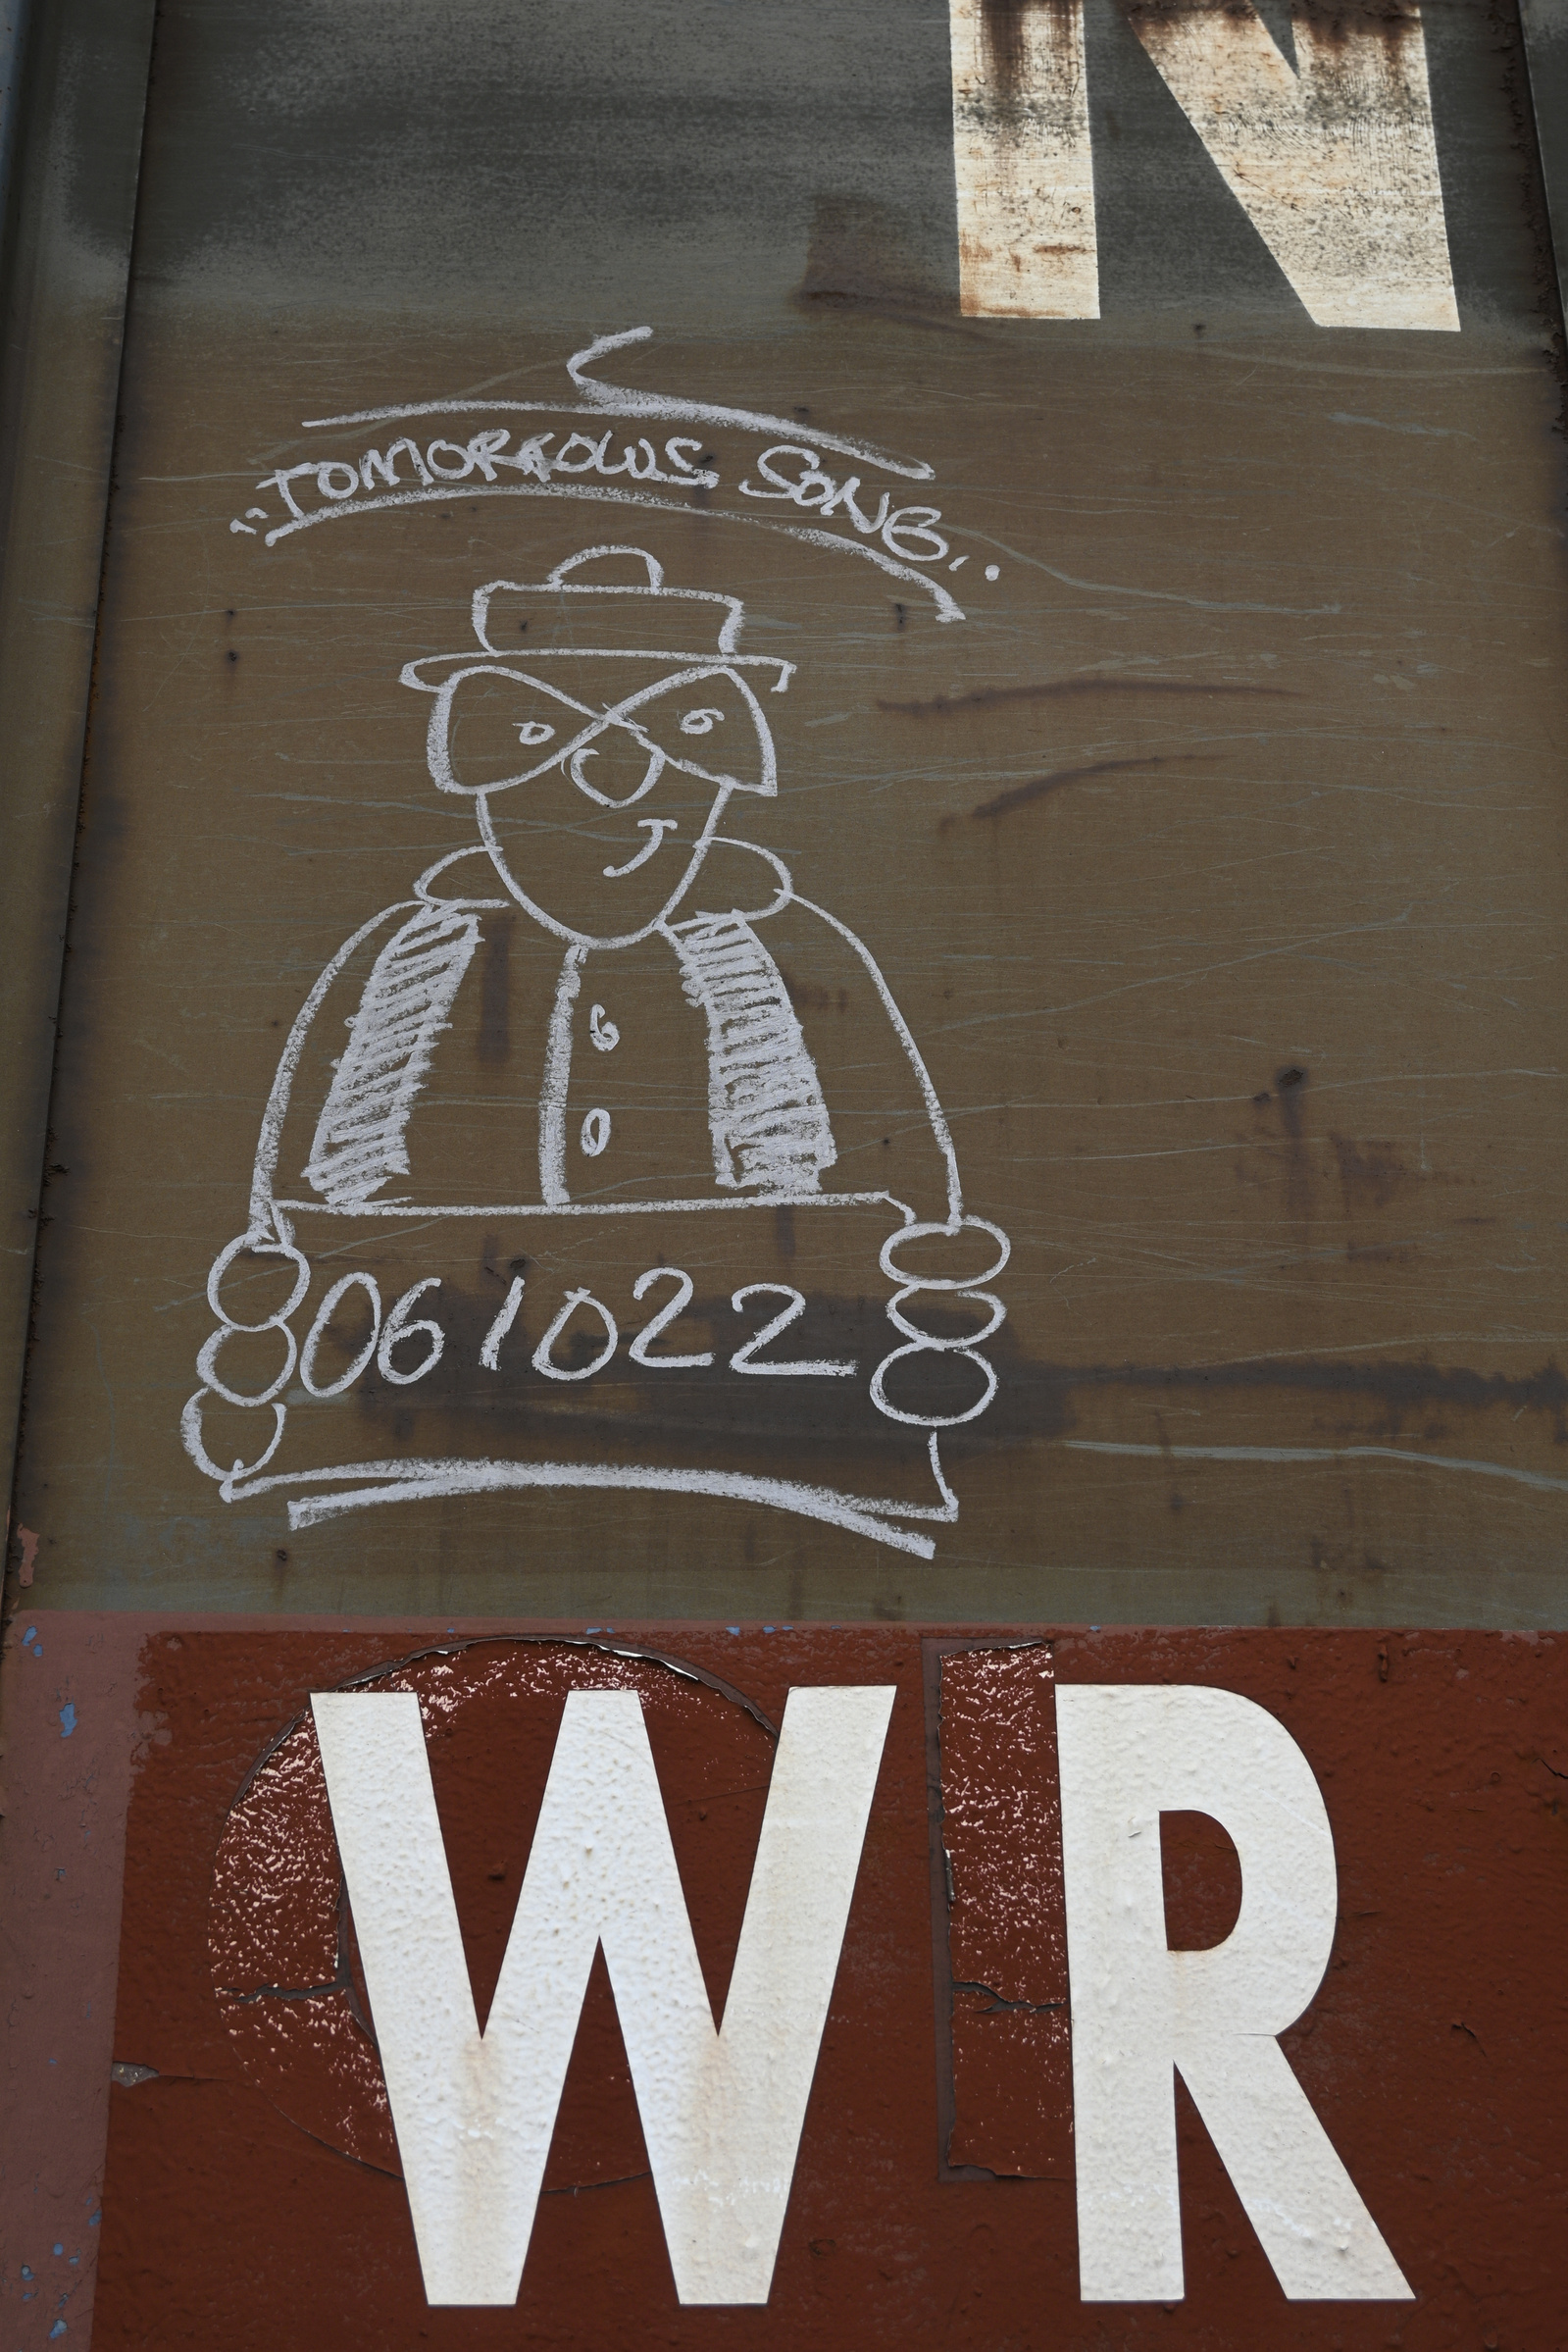 N
"TOMORROWS SONG."
061022
WR